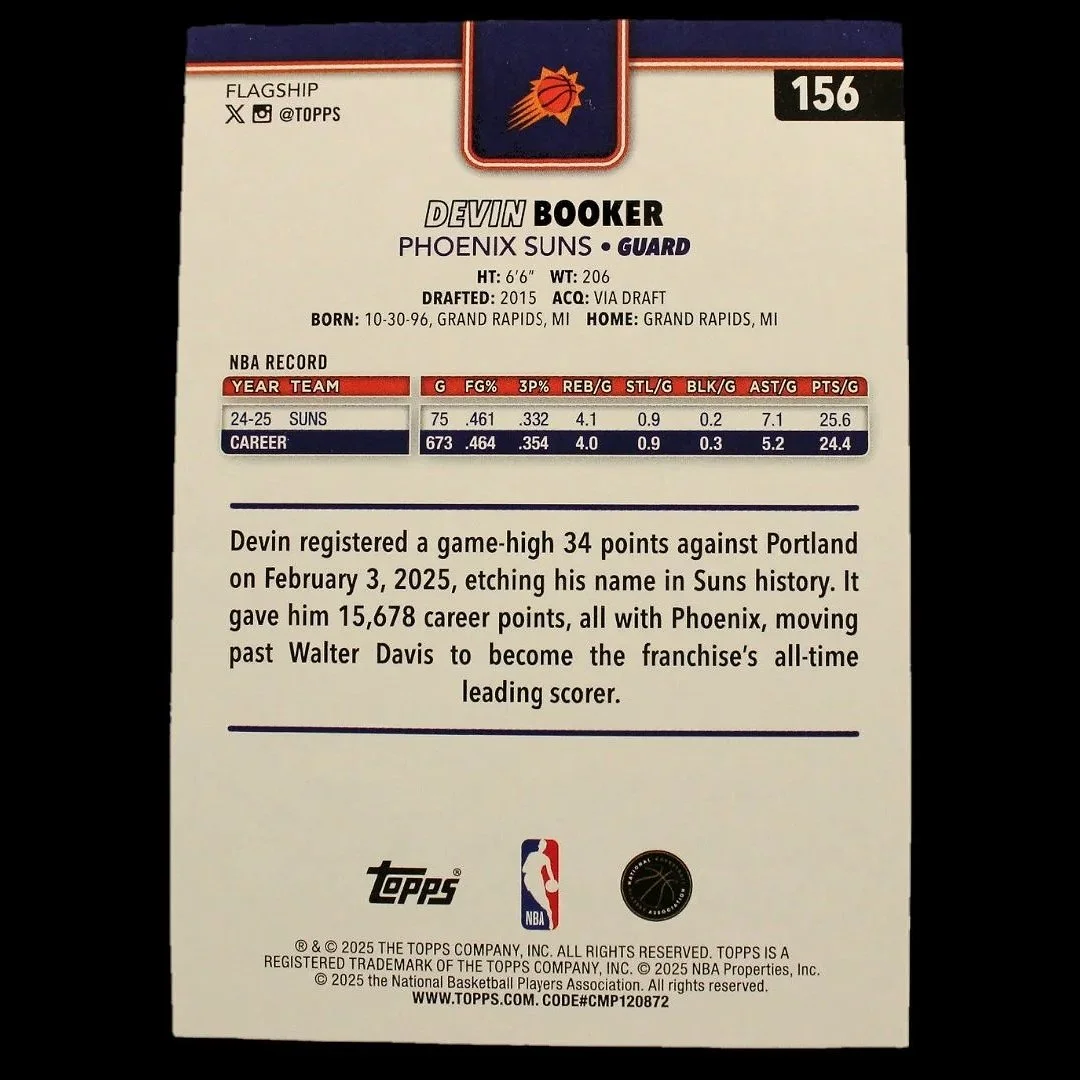 FLAGSHIP
@TOPPS
156
DEVIN BOOKER
PHOENIX SUNS • GUARD
HT: 6'6" WT: 206
DRAFTED: 2015 ACQ: VIA DRAFT
BORN: 10-30-96, GRAND RAPIDS, MI HOME: GRAND RAPIDS, MI
NBA RECORD
YEAR TEAM G FG% 3P% REB/G STL/G BLK/G AST/G PTS/G
24-25 SUNS 75 .461 .332 4.1 0.9 0.2 7.1 25.6
CAREER 673 .464 .354 4.0 0.9 0.3 5.2 24.4
Devin registered a game-high 34 points against Portland
on February 3, 2025, etching his name in Suns history. It
gave him 15,678 career points, all with Phoenix, moving
past Walter Davis to become the franchise's all-time
leading scorer.
Topps®
NBA
NATIONAL BASKETBALL PLAYERS ASSOCIATION
® & © 2025 THE TOPPS COMPANY, INC. ALL RIGHTS RESERVED. TOPPS IS A
REGISTERED TRADEMARK OF THE TOPPS COMPANY, INC. © 2025 NBA Properties, Inc.
© 2025 the National Basketball Players Association. All rights reserved.
WWW.TOPPS.COM. CODE#CMP120872